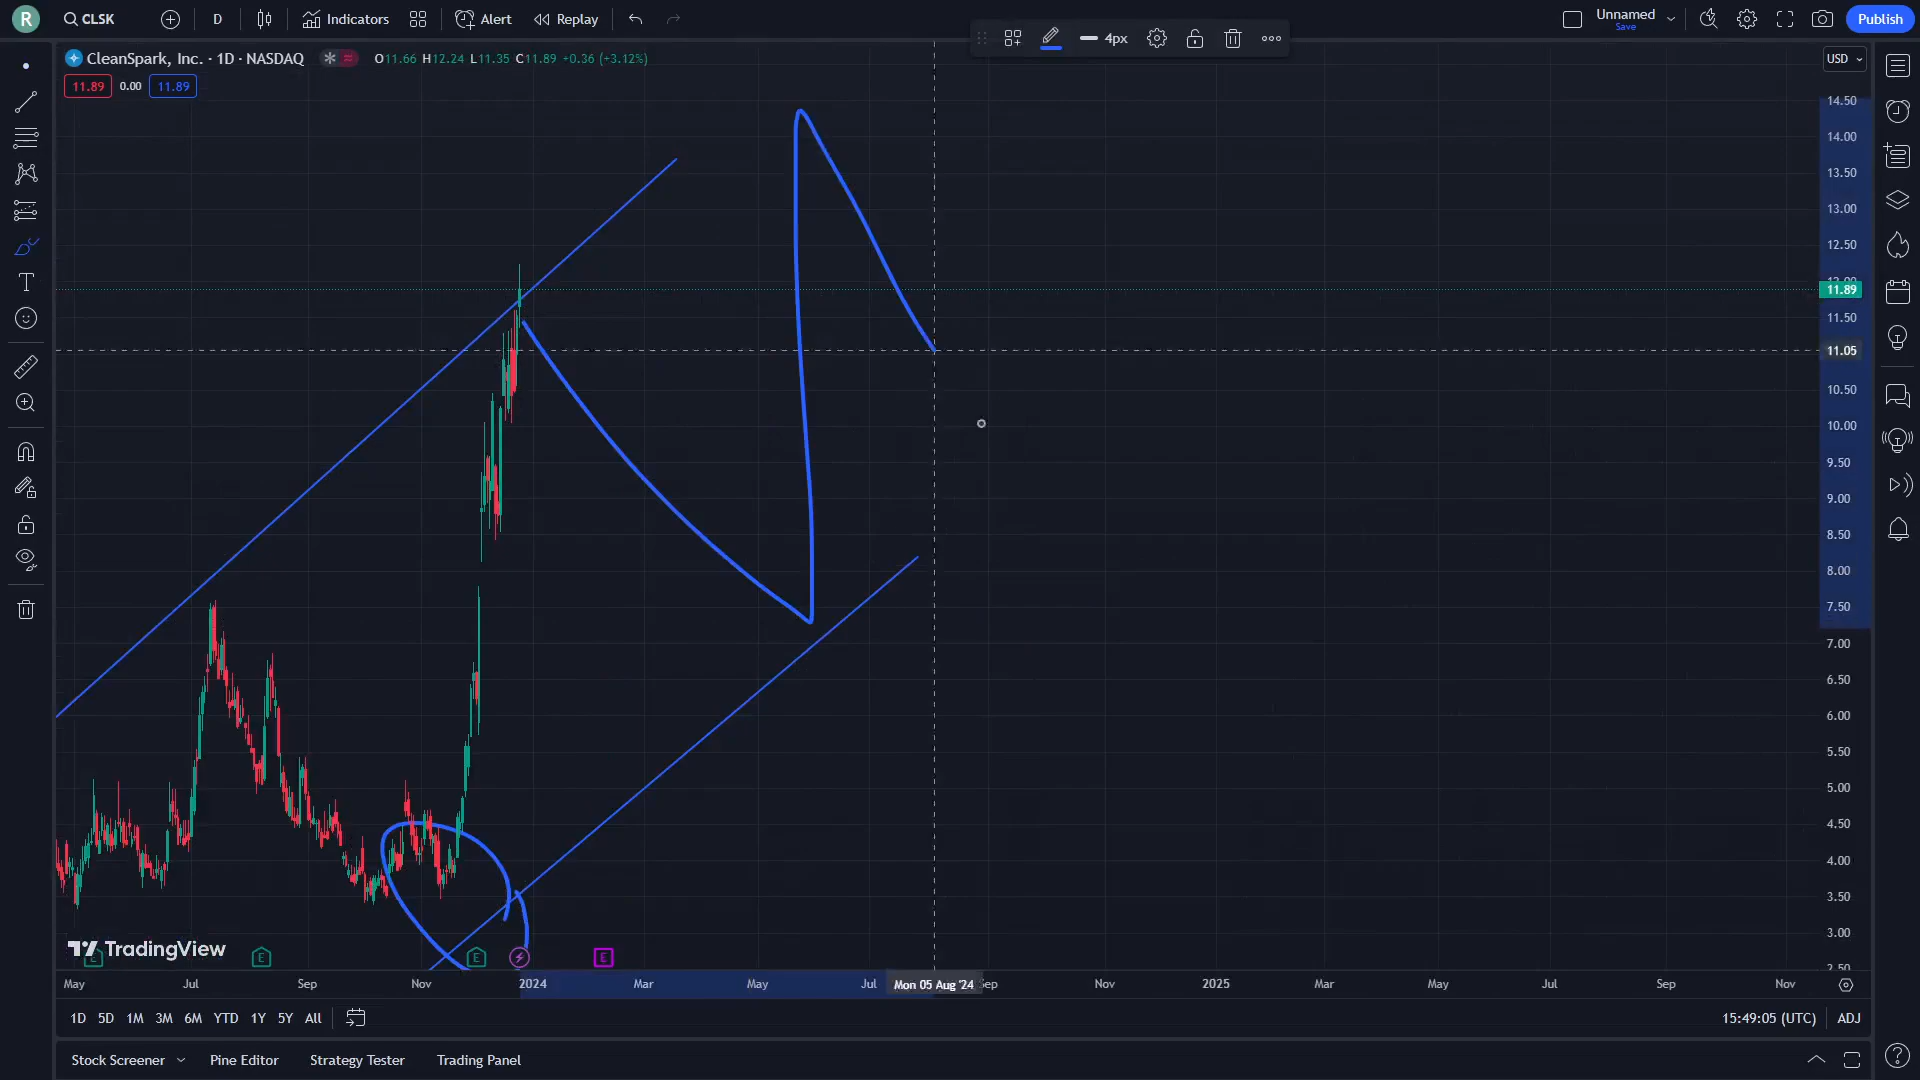 R CLSK D Indicators Alert Replay Unnamed Save Publish
4px
CleanSpark, Inc. · 1D · NASDAQ O11.66 H12.24 L11.35 C11.89 +0.36 (+3.12%) USD
11.89 0.00 11.89
14.50
14.00
13.50
13.00
12.50
11.89
11.50
11.05
10.50
10.00
9.50
9.00
8.50
8.00
7.50
7.00
6.50
6.00
5.50
5.00
4.50
4.00
3.50
3.00
2.50
TradingView
E E E E
May Jul Sep Nov 2024 Mar May Jul Mon 05 Aug '24 Sep Nov 2025 Mar May Jul Sep Nov
1D 5D 1M 3M 6M YTD 1Y 5Y All 15:49:05 (UTC) ADJ
Stock Screener Pine Editor Strategy Tester Trading Panel